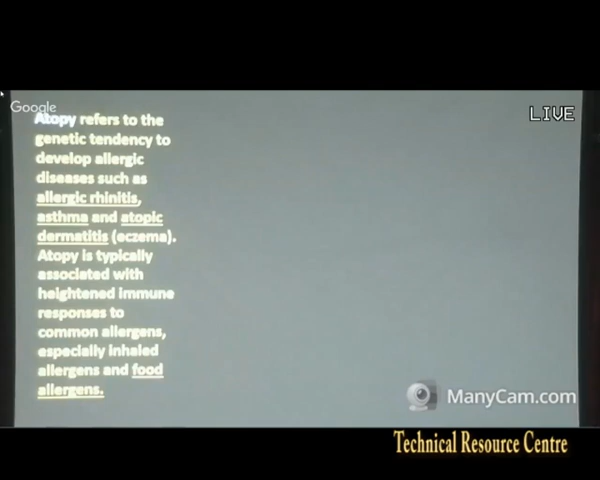 Google
LIVE
Atopy refers to the
genetic tendency to
develop allergic
diseases such as
allergic rhinitis,
asthma and atopic
dermatitis (eczema).
Atopy is typically
associated with
heightened immune
responses to
common allergens,
especially inhaled
allergens and food
allergens.
ManyCam.com
Technical Resource Centre